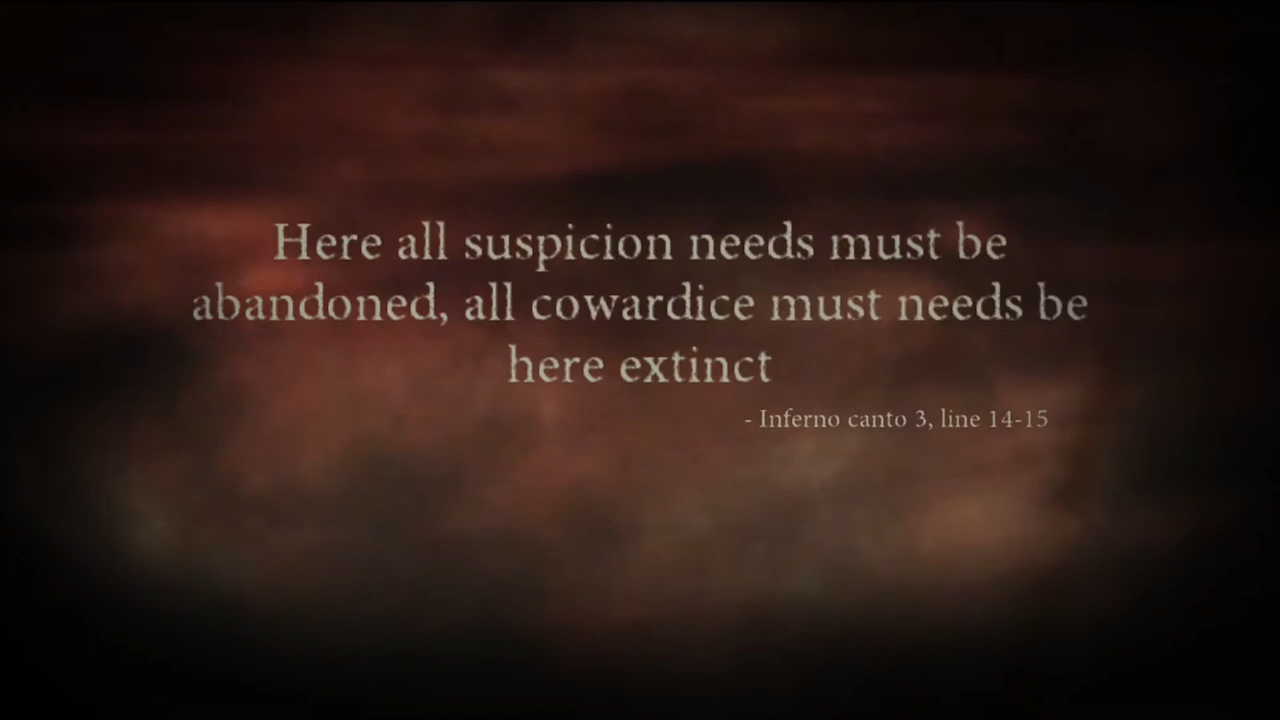 Here all suspicion needs must be
abandoned, all cowardice must needs be
here extinct
- Inferno canto 3, line 14-15